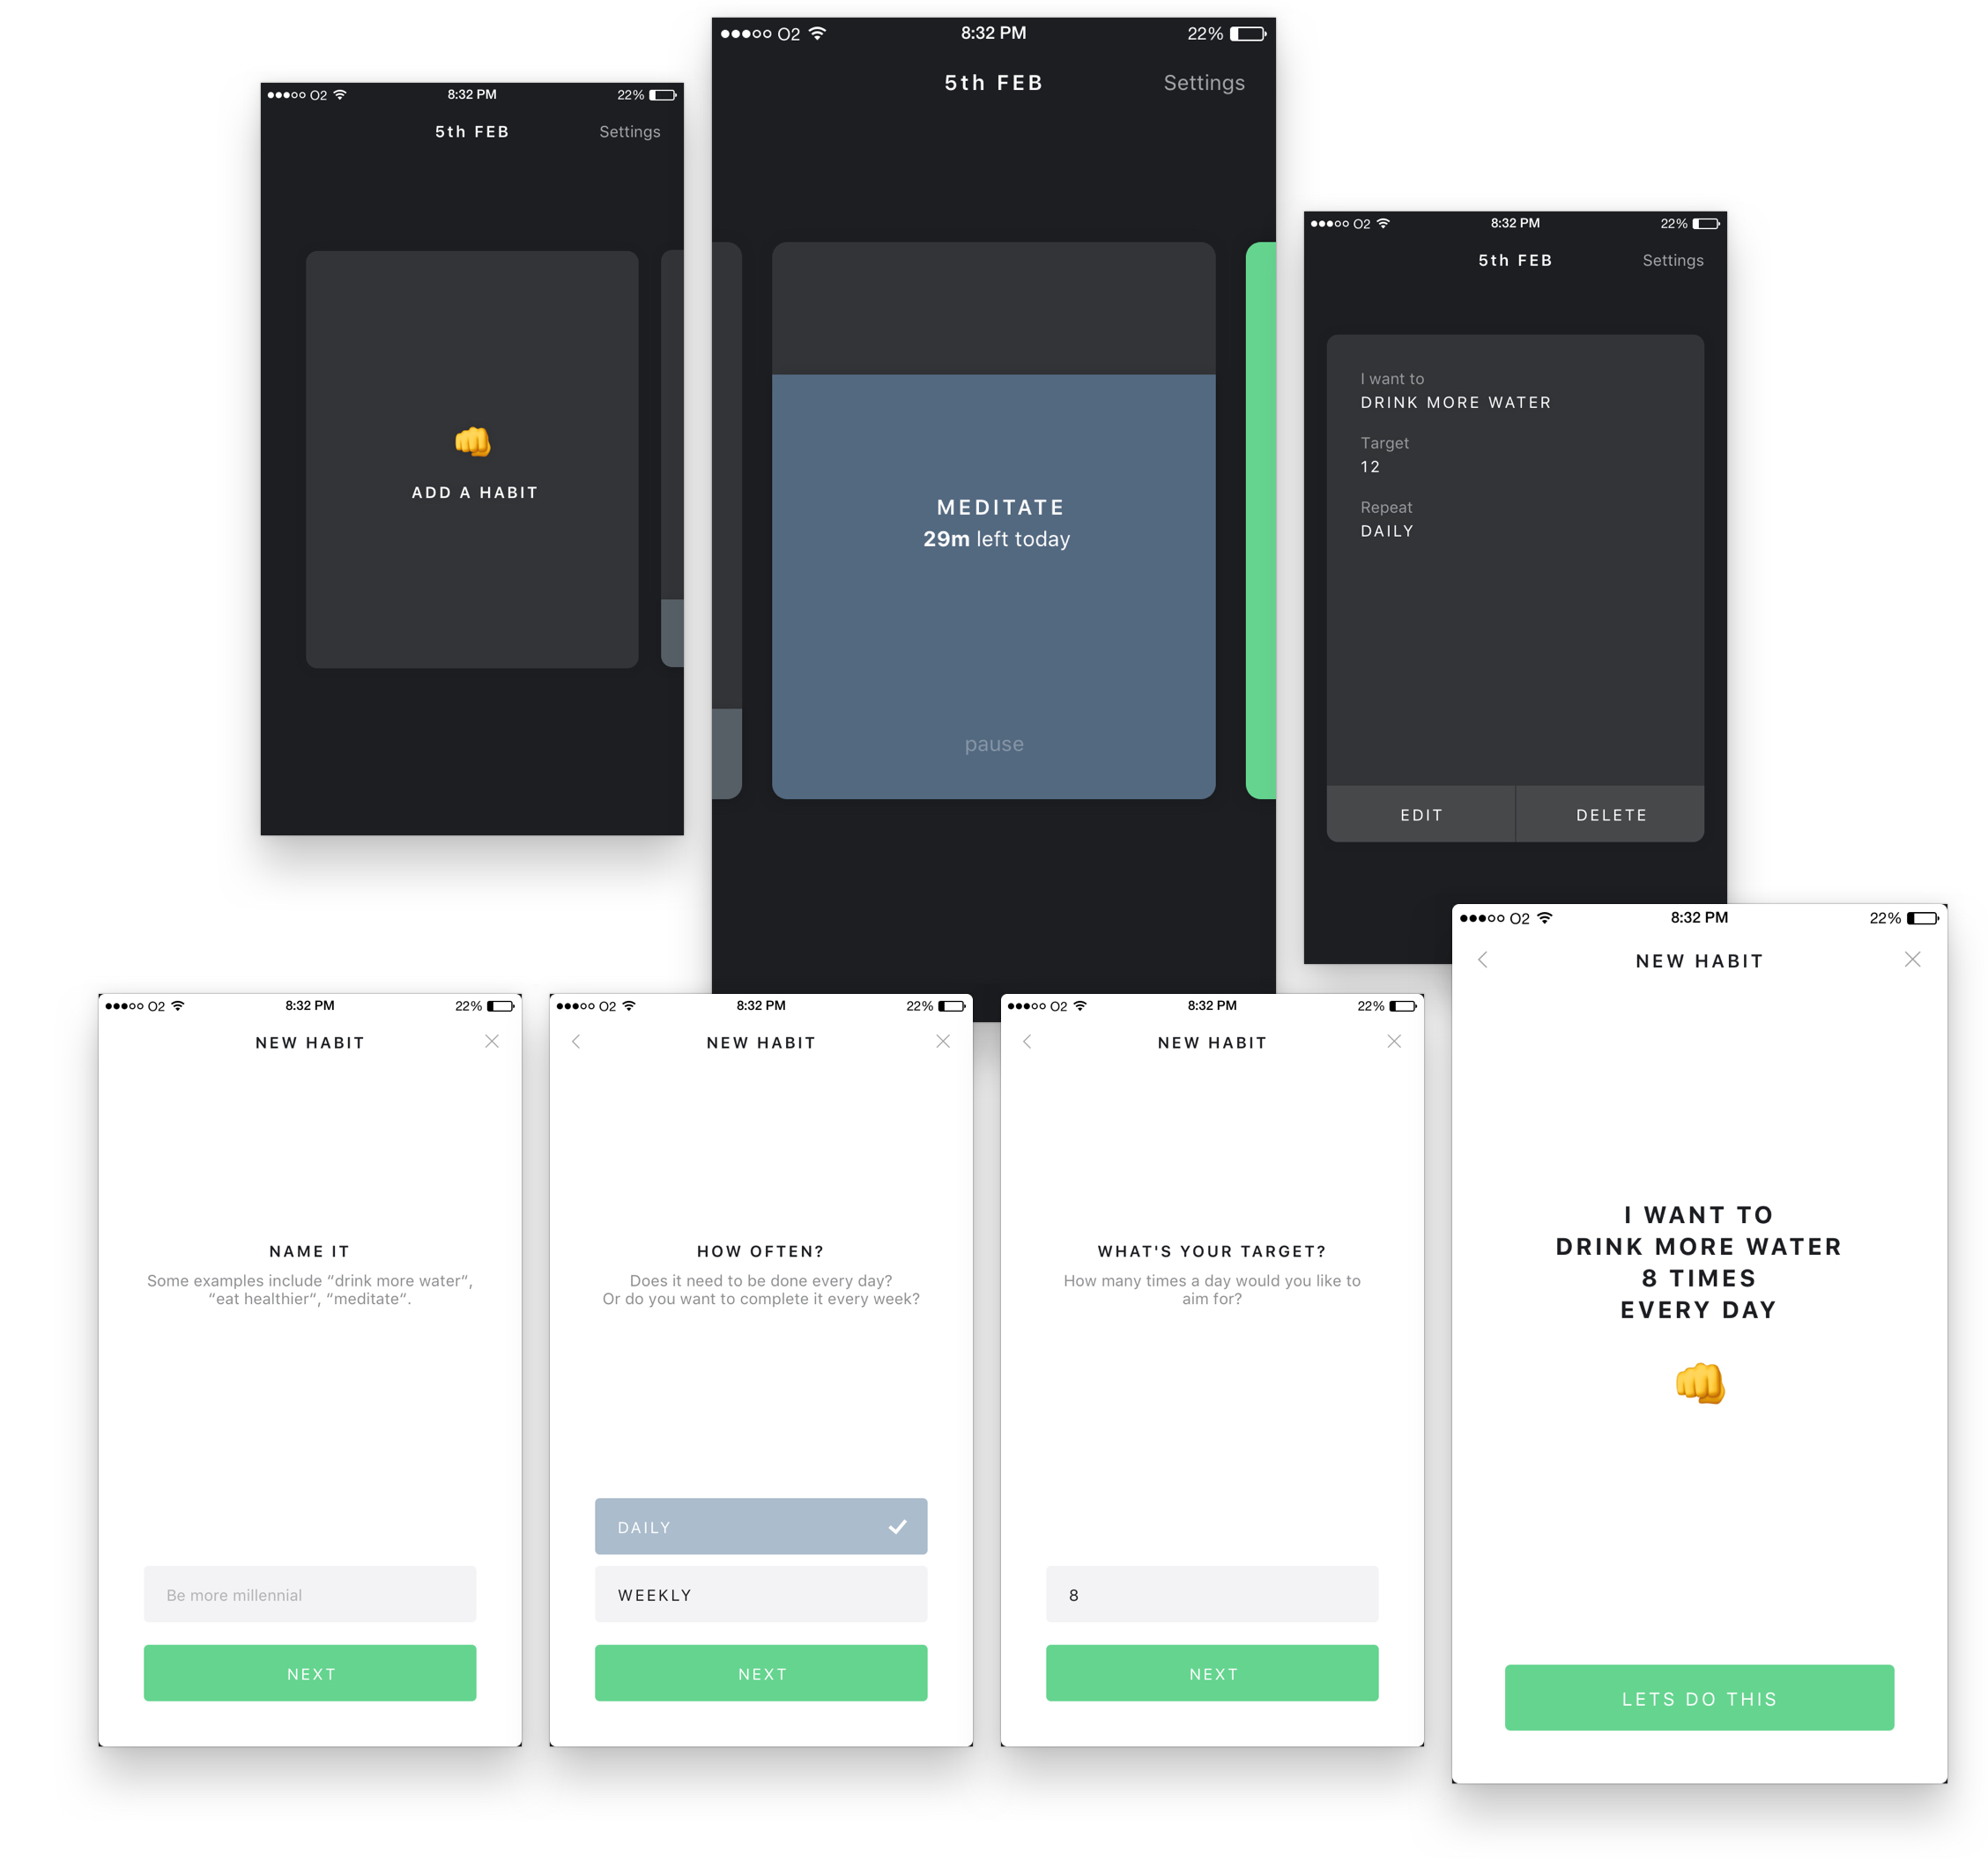 O2 8:32 PM 22%
5th FEB Settings
ADD A HABIT
O2 8:32 PM 22%
5th FEB Settings
MEDITATE
29m left today
pause
O2 8:32 PM 22%
5th FEB Settings
I want to
DRINK MORE WATER
Target
12
Repeat
DAILY
EDIT DELETE
O2 8:32 PM 22%
NEW HABIT
NAME IT
Some examples include “drink more water“,
“eat healthier“, “meditate“.
Be more millennial
NEXT
O2 8:32 PM 22%
NEW HABIT
HOW OFTEN?
Does it need to be done every day?
Or do you want to complete it every week?
DAILY
WEEKLY
NEXT
O2 8:32 PM 22%
NEW HABIT
WHAT'S YOUR TARGET?
How many times a day would you like to
aim for?
8
NEXT
O2 8:32 PM 22%
NEW HABIT
I WANT TO
DRINK MORE WATER
8 TIMES
EVERY DAY
LETS DO THIS